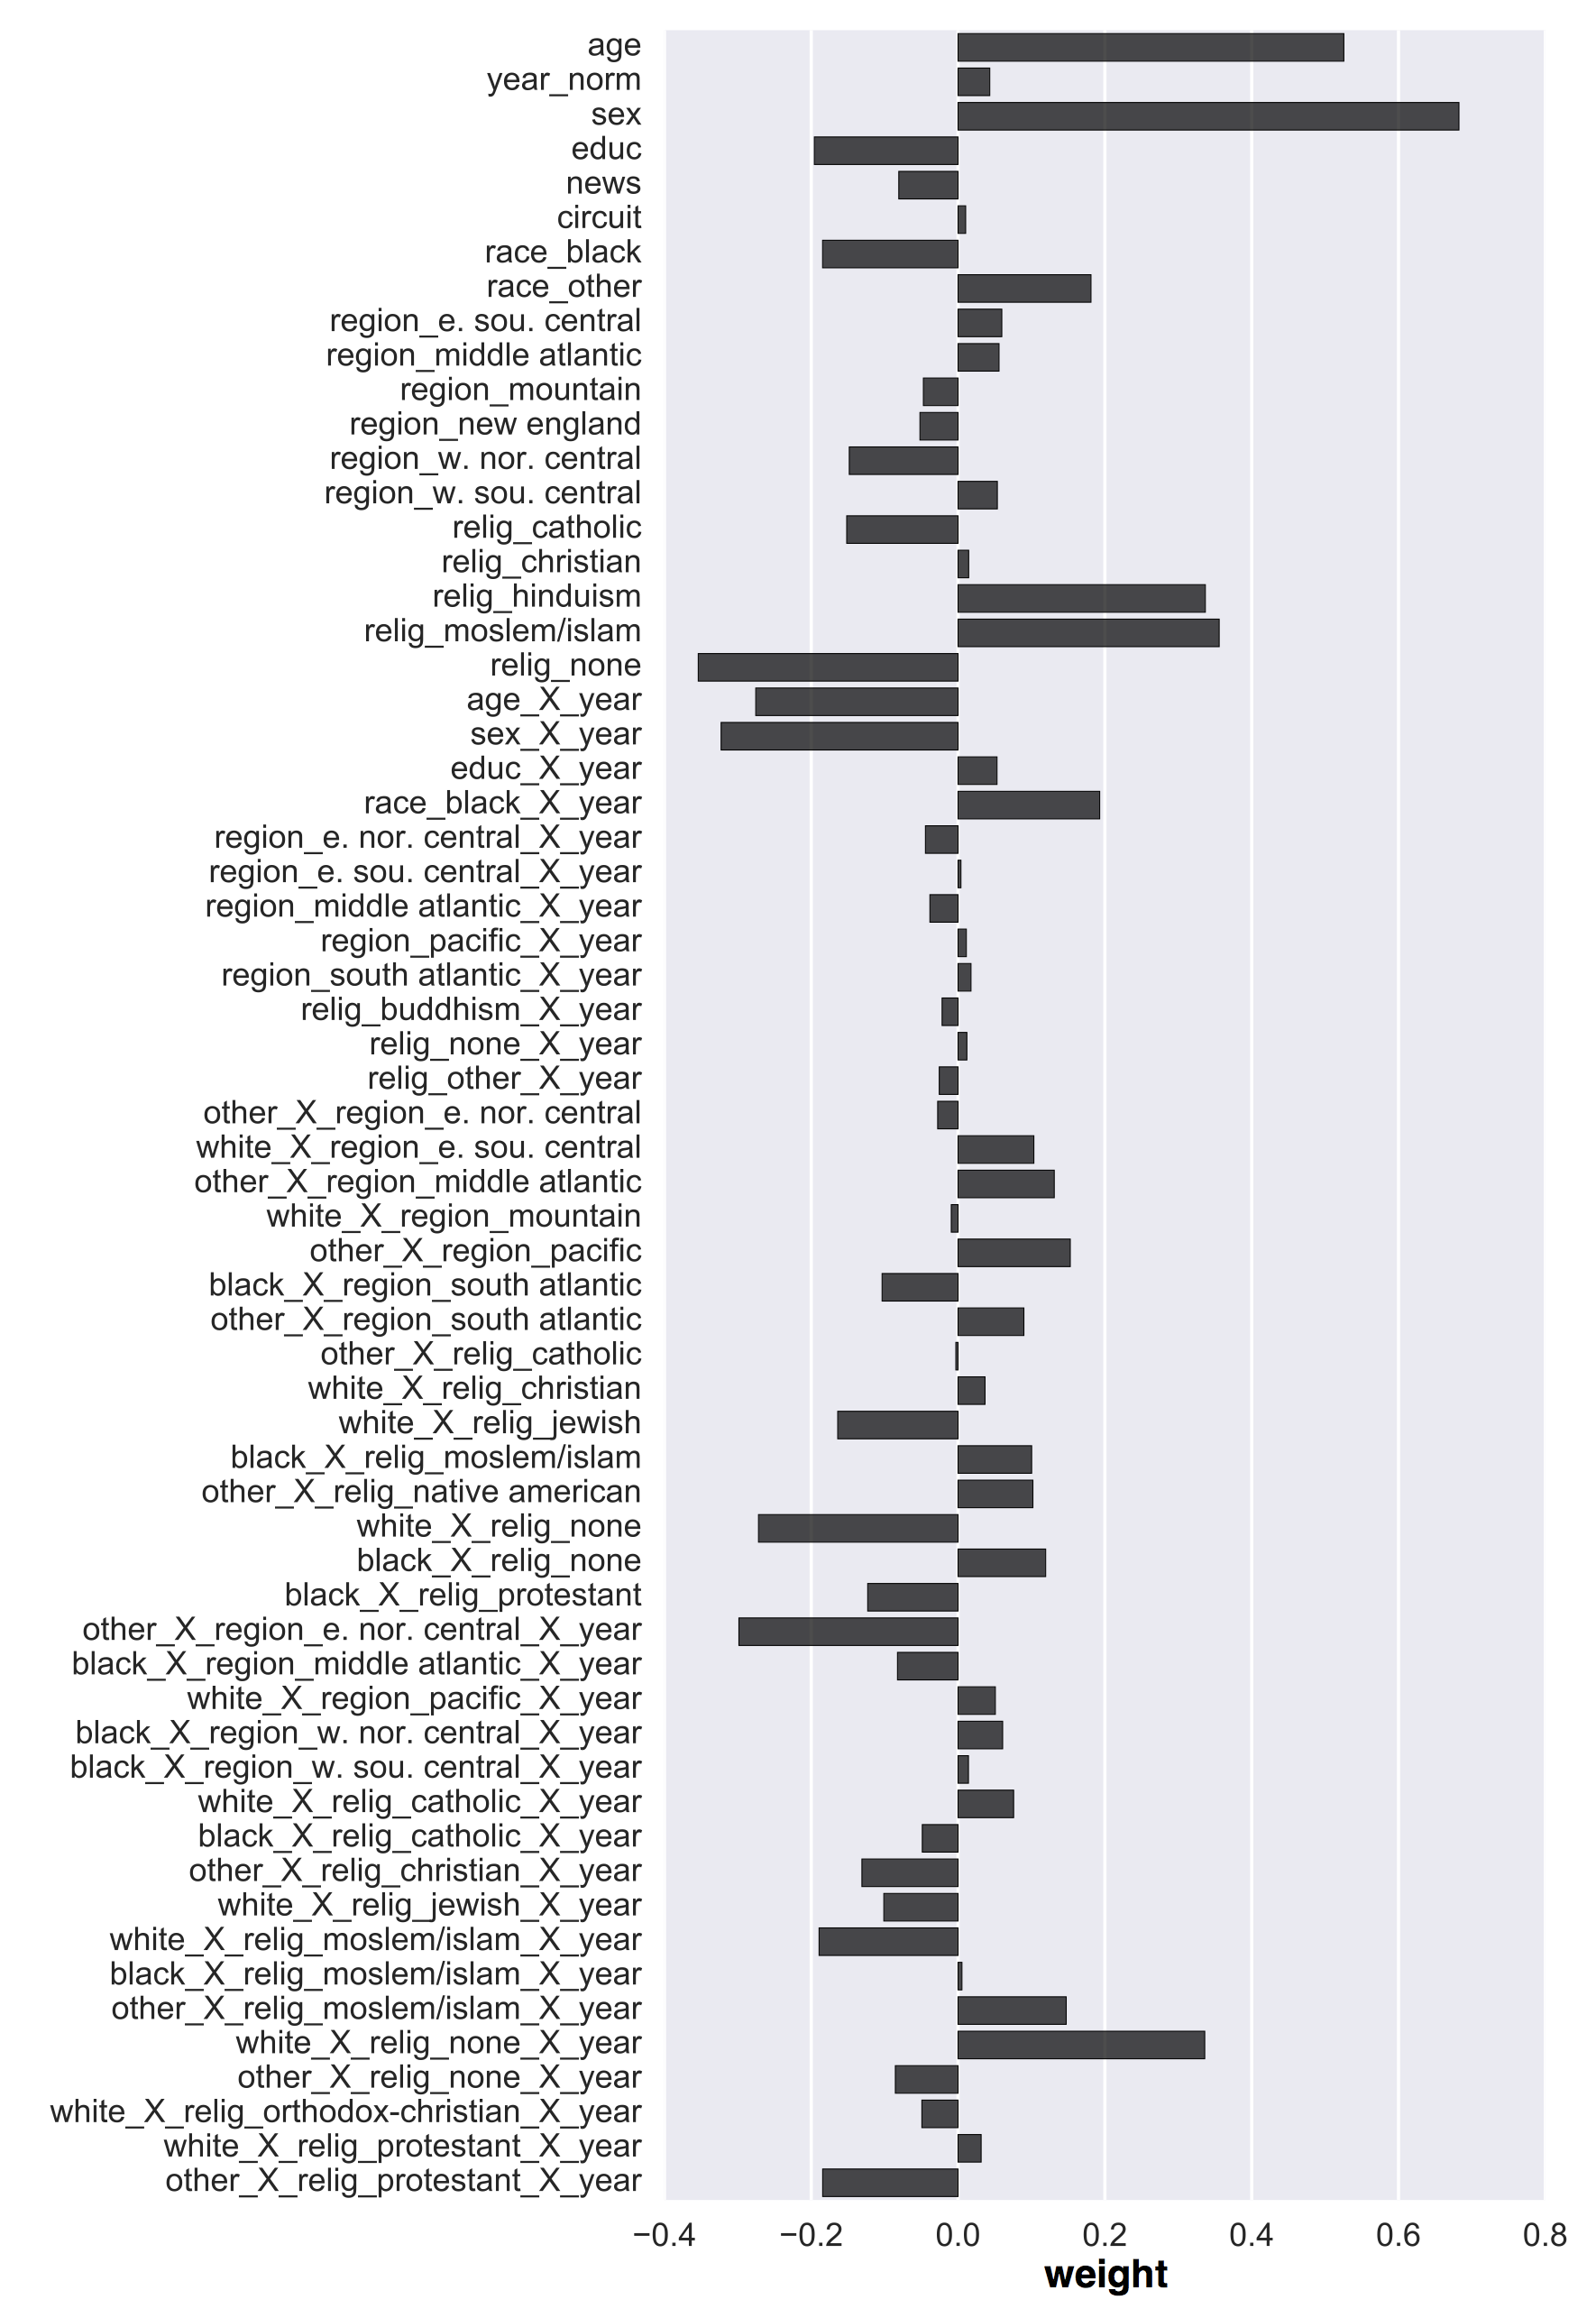 age
year_norm
sex
educ
news
circuit
race_black
race_other
region_e. sou. central
region_middle atlantic
region_mountain
region_new england
region_w. nor. central
region_w. sou. central
relig_catholic
relig_christian
relig_hinduism
relig_moslem/islam
relig_none
age_X_year
sex_X_year
educ_X_year
race_black_X_year
region_e. nor. central_X_year
region_e. sou. central_X_year
region_middle atlantic_X_year
region_pacific_X_year
region_south atlantic_X_year
relig_buddhism_X_year
relig_none_X_year
relig_other_X_year
other_X_region_e. nor. central
white_X_region_e. sou. central
other_X_region_middle atlantic
white_X_region_mountain
other_X_region_pacific
black_X_region_south atlantic
other_X_region_south atlantic
other_X_relig_catholic
white_X_relig_christian
white_X_relig_jewish
black_X_relig_moslem/islam
other_X_relig_native american
white_X_relig_none
black_X_relig_none
black_X_relig_protestant
other_X_region_e. nor. central_X_year
black_X_region_middle atlantic_X_year
white_X_region_pacific_X_year
black_X_region_w. nor. central_X_year
black_X_region_w. sou. central_X_year
white_X_relig_catholic_X_year
black_X_relig_catholic_X_year
other_X_relig_christian_X_year
white_X_relig_jewish_X_year
white_X_relig_moslem/islam_X_year
black_X_relig_moslem/islam_X_year
other_X_relig_moslem/islam_X_year
white_X_relig_none_X_year
other_X_relig_none_X_year
white_X_relig_orthodox-christian_X_year
white_X_relig_protestant_X_year
other_X_relig_protestant_X_year
−0.4 −0.2 0.0 0.2 0.4 0.6 0.8
weight